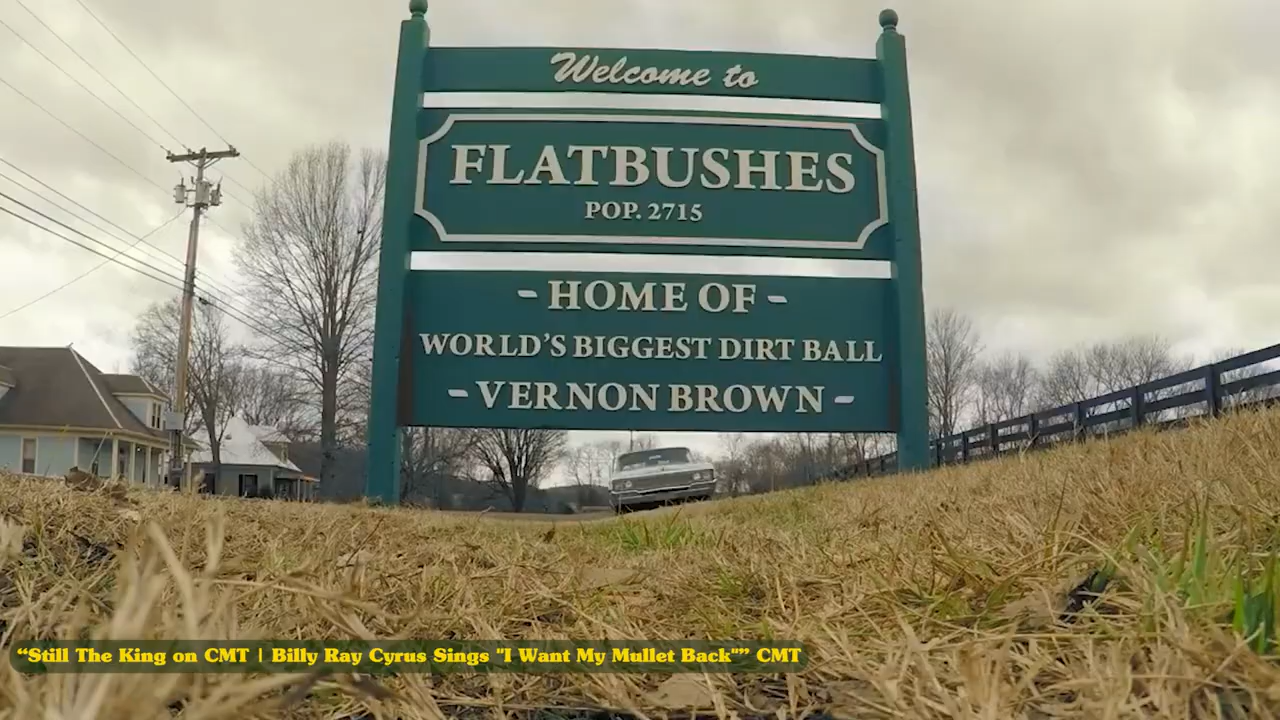 Welcome to
FLATBUSHES
POP. 2715
- HOME OF -
WORLD'S BIGGEST DIRT BALL
- VERNON BROWN -
“Still The King on CMT | Billy Ray Cyrus Sings "I Want My Mullet Back"” CMT